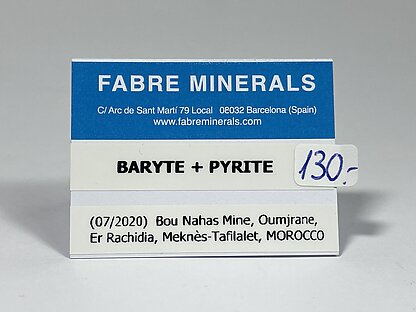 FABRE MINERALS
C/ Arc de Sant Martí 79 Local 08032 Barcelona (Spain)
www.fabreminerals.com
BARYTE + PYRITE
130.-
(07/2020) Bou Nahas Mine, Oumjrane,
Er Rachidia, Meknès-Tafilalet, MOROCCO